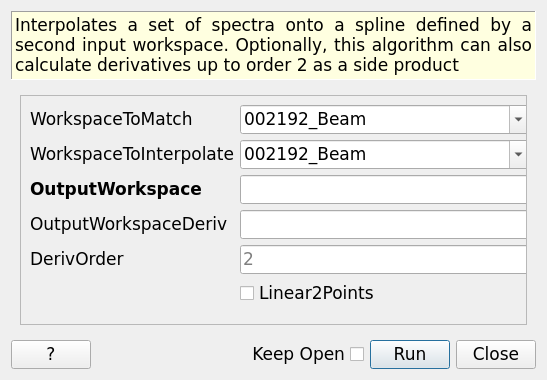 Interpolates a set of spectra onto a spline defined by a
second input workspace. Optionally, this algorithm can also
calculate derivatives up to order 2 as a side product
WorkspaceToMatch 002192_Beam
WorkspaceToInterpolate 002192_Beam
OutputWorkspace
OutputWorkspaceDeriv
DerivOrder 2
Linear2Points
? Keep Open Run Close